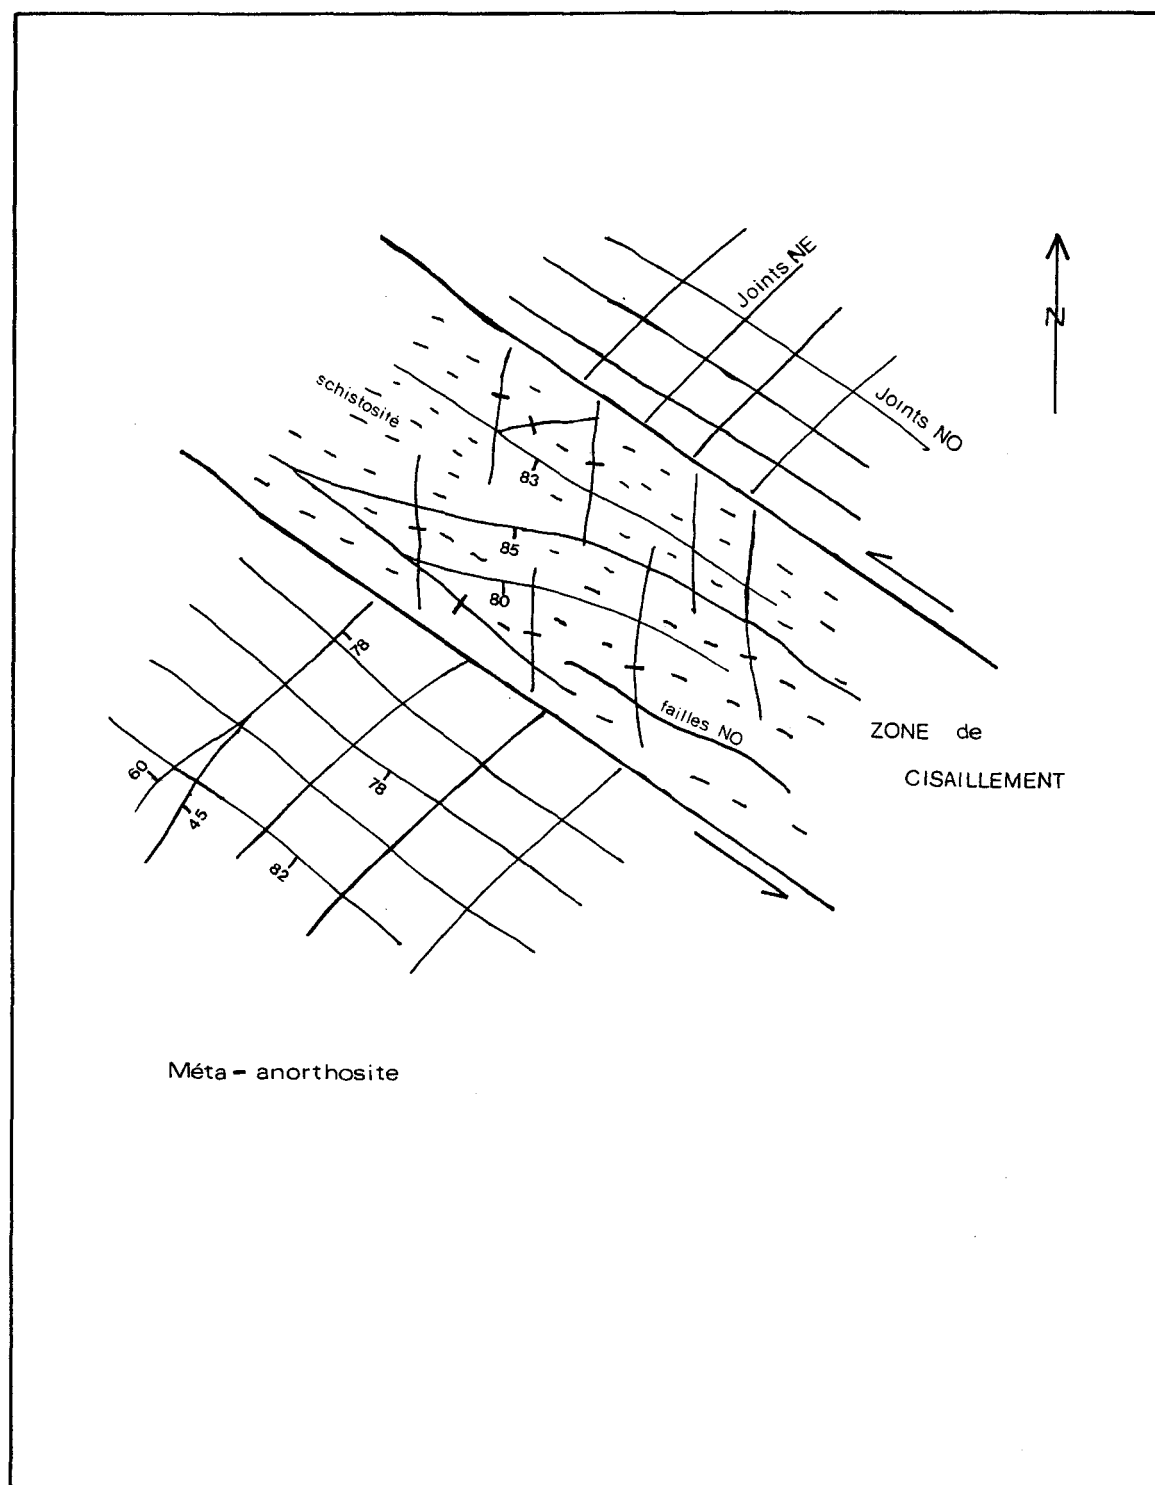 Joints NE
N
Joints NO
schistosité
83
85
80
78
failles NO
ZONE de
CISAILLEMENT
60
78
45
82
Méta-anorthosite